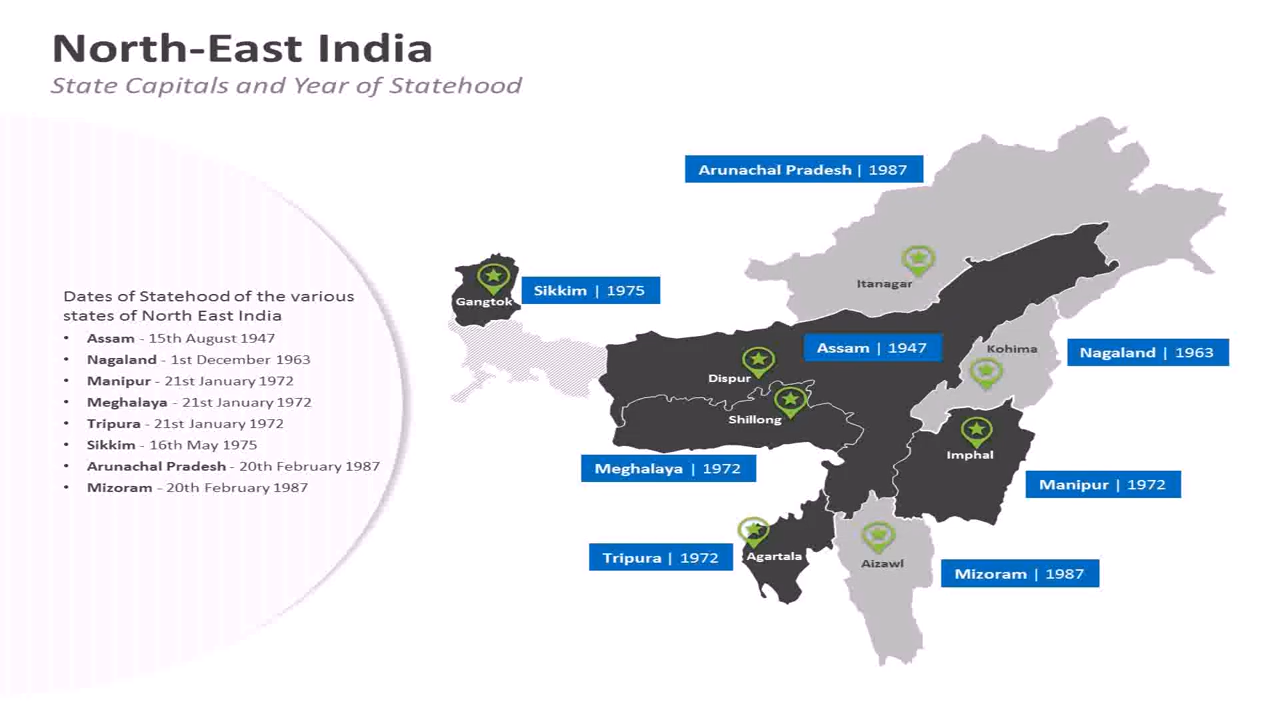 North-East India
State Capitals and Year of Statehood
Arunachal Pradesh | 1987
Itanagar
Gangtok
Sikkim | 1975
Dates of Statehood of the various
states of North East India
• Assam - 15th August 1947
• Nagaland - 1st December 1963
• Manipur - 21st January 1972
• Meghalaya - 21st January 1972
• Tripura - 21st January 1972
• Sikkim - 16th May 1975
• Arunachal Pradesh - 20th February 1987
• Mizoram - 20th February 1987
Assam | 1947
Kohima
Nagaland | 1963
Dispur
Shillong
Imphal
Meghalaya | 1972
Manipur | 1972
Tripura | 1972
Agartala
Aizawl
Mizoram | 1987